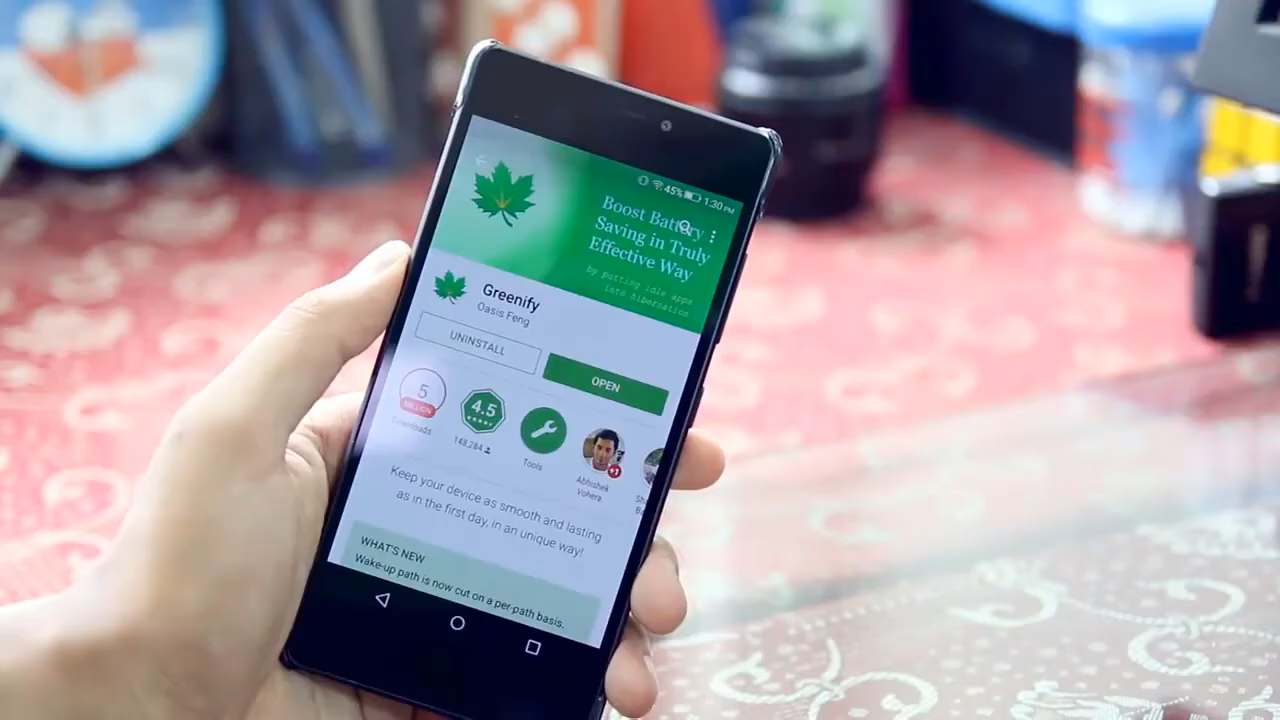 45% 1:30 PM
Boost Battery
Saving in Truly
Effective Way
by putting idle apps
into hibernation
Greenify
Oasis Feng
UNINSTALL
OPEN
5
MILLION
Downloads
4.5
148,284
Tools
Abhishek
Vohera
+1
Keep your device as smooth and lasting
as in the first day, in an unique way!
WHAT'S NEW
Wake-up path is now cut on a per-path basis.